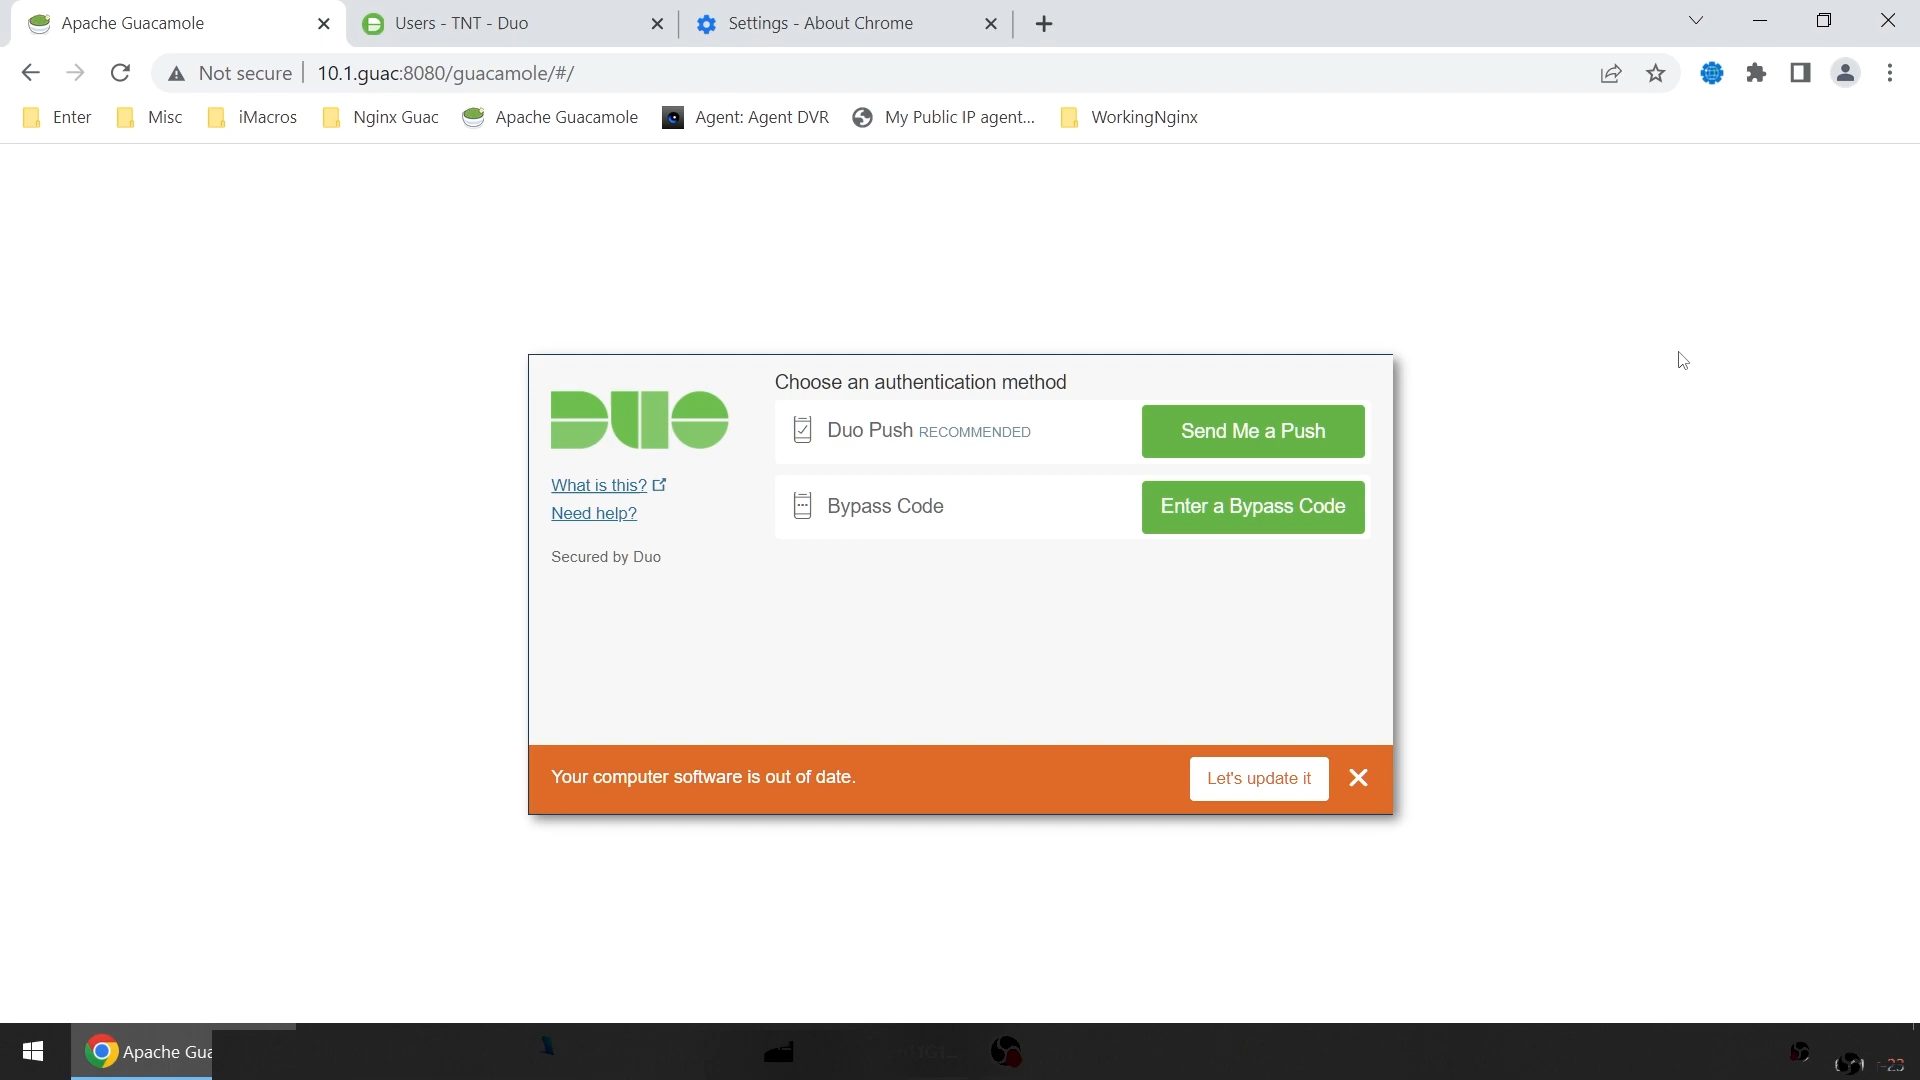 Apache Guacamole
Users - TNT - Duo
Settings - About Chrome
Not secure
10.1.guac:8080/guacamole/#/
Enter
Misc
iMacros
Nginx Guac
Apache Guacamole
Agent: Agent DVR
My Public IP agent...
WorkingNginx
DUO
Choose an authentication method
Duo Push RECOMMENDED
Send Me a Push
What is this?
Bypass Code
Enter a Bypass Code
Need help?
Secured by Duo
Your computer software is out of date.
Let's update it
Apache Gua